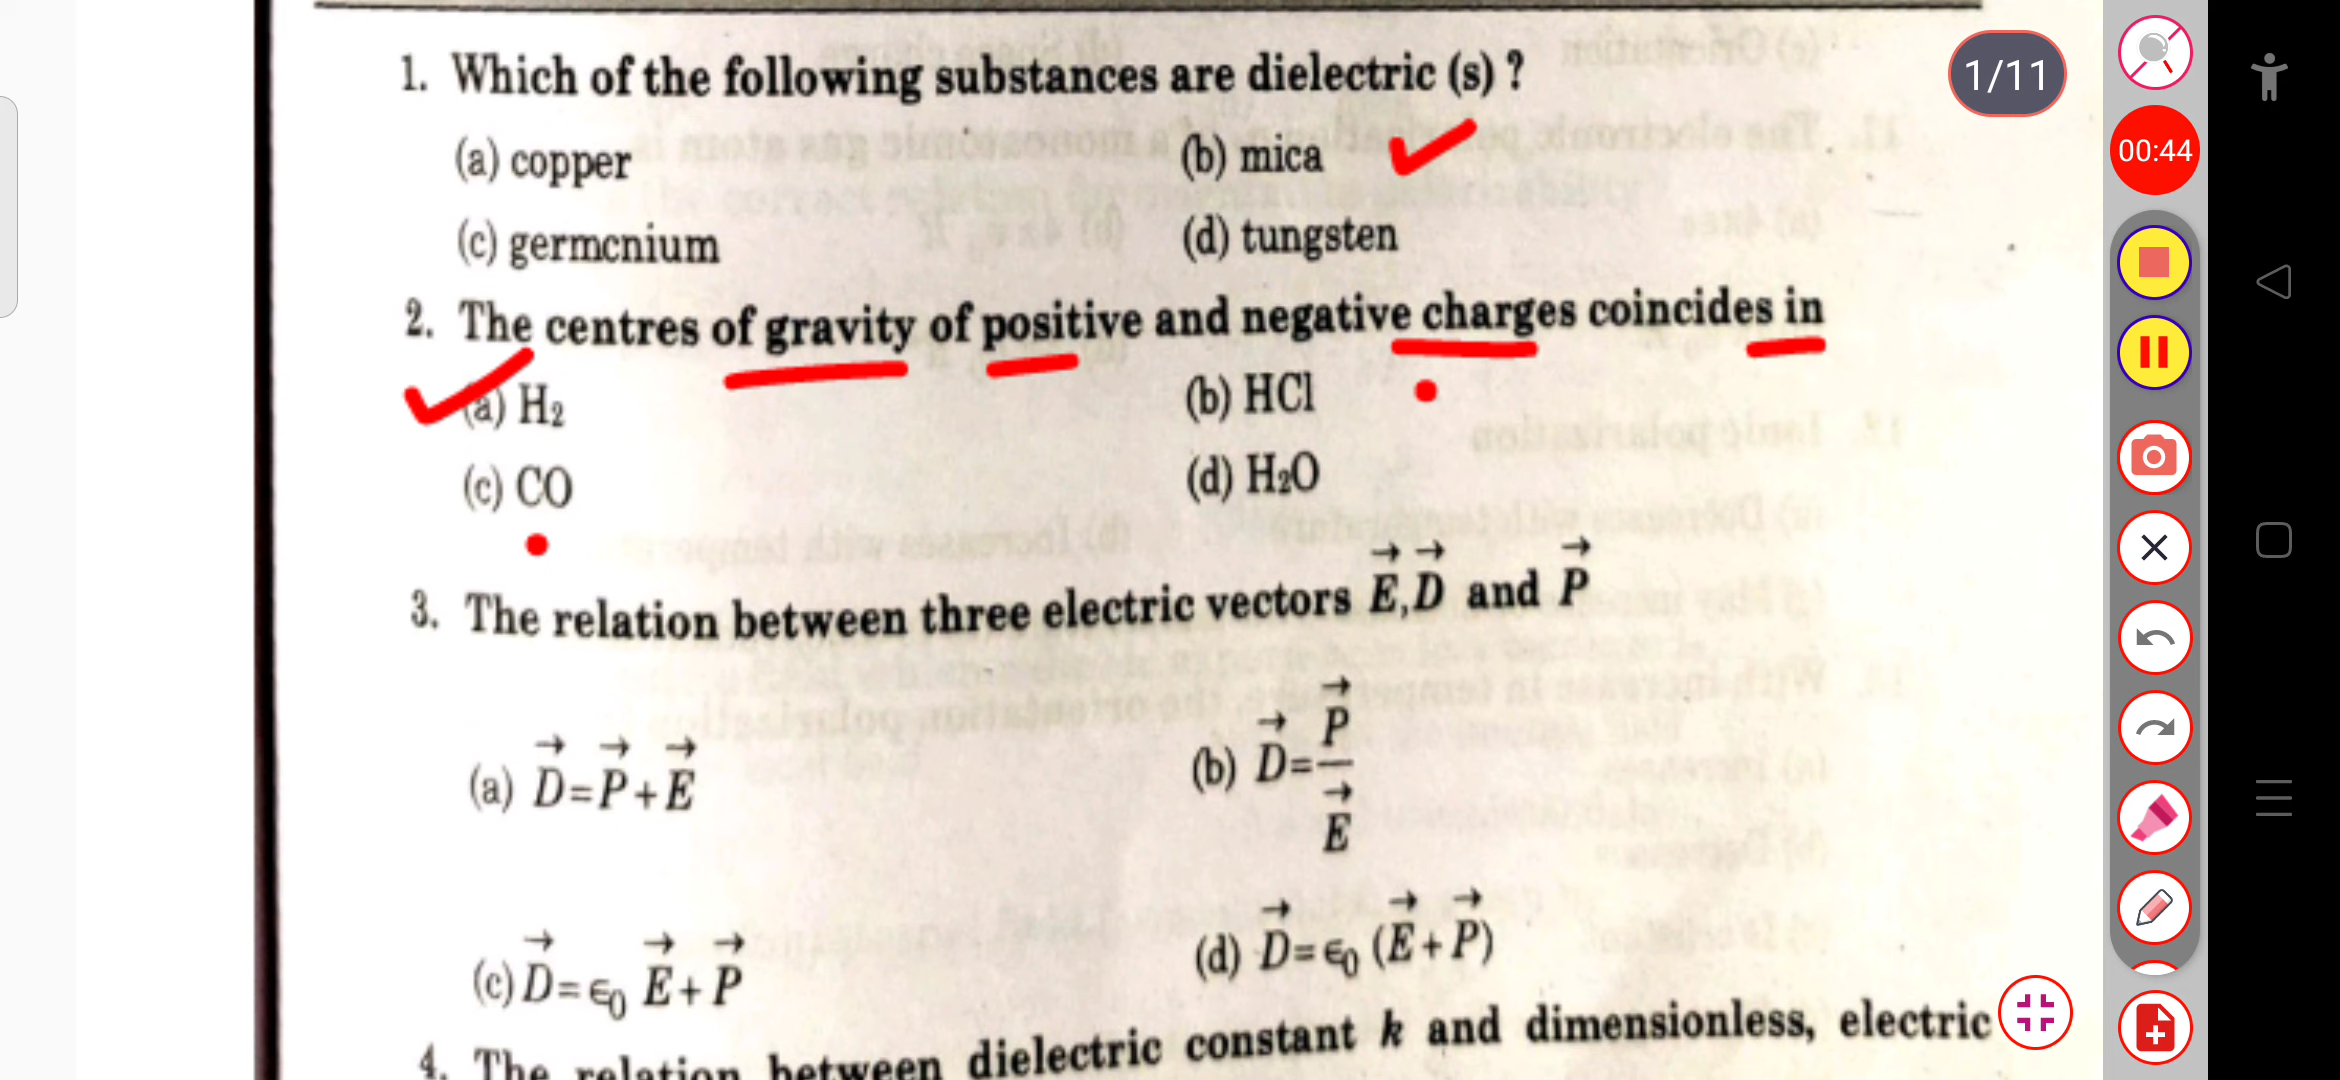 1. Which of the following substances are dielectric (s) ?
(a) copper (b) mica
(c) germcnium (d) tungsten
2. The centres of gravity of positive and negative charges coincides in
(a) H₂ (b) HCl
(c) CO (d) H₂O
3. The relation between three electric vectors E⃗, D⃗ and P⃗
(a) D⃗=P⃗+E⃗ (b) D⃗=P⃗/E⃗
(c) D⃗=ϵ₀ E⃗+P⃗ (d) D⃗=ϵ₀ (E⃗+P⃗)
4. The relation between dielectric constant k and dimensionless, electric
1/11
00:44